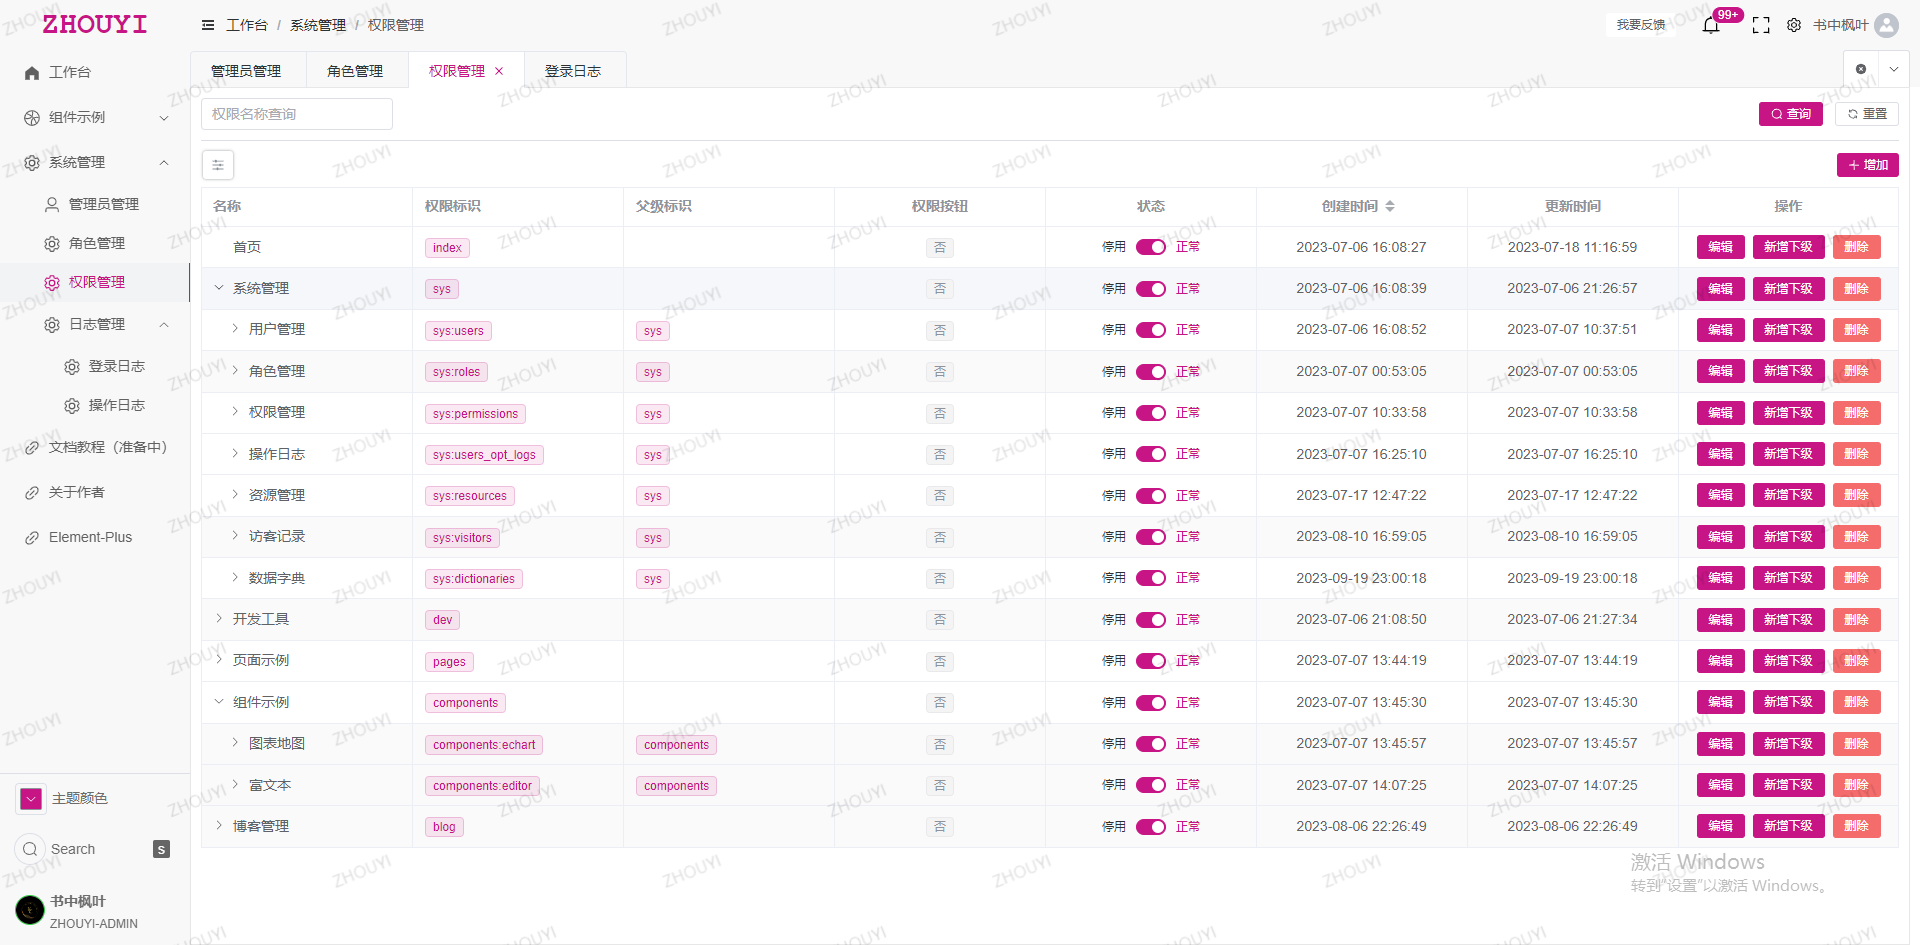 ZHOUYI
工作台 / 系统管理 / 权限管理
我要反馈
99+
书中枫叶
管理员管理 角色管理 权限管理 登录日志
工作台
组件示例
系统管理
管理员管理
角色管理
权限管理
日志管理
登录日志
操作日志
文档教程（准备中）
关于作者
Element-Plus
主题颜色
Search S
书中枫叶
ZHOUYI-ADMIN
权限名称查询
查询 重置
增加
名称 权限标识 父级标识 权限按钮 状态 创建时间 更新时间 操作
首页 index 否 停用 正常 2023-07-06 16:08:27 2023-07-18 11:16:59 编辑 新增下级 删除
系统管理 sys 否 停用 正常 2023-07-06 16:08:39 2023-07-06 21:26:57 编辑 新增下级 删除
用户管理 sys:users sys 否 停用 正常 2023-07-06 16:08:52 2023-07-07 10:37:51 编辑 新增下级 删除
角色管理 sys:roles sys 否 停用 正常 2023-07-07 00:53:05 2023-07-07 00:53:05 编辑 新增下级 删除
权限管理 sys:permissions sys 否 停用 正常 2023-07-07 10:33:58 2023-07-07 10:33:58 编辑 新增下级 删除
操作日志 sys:users_opt_logs sys 否 停用 正常 2023-07-07 16:25:10 2023-07-07 16:25:10 编辑 新增下级 删除
资源管理 sys:resources sys 否 停用 正常 2023-07-17 12:47:22 2023-07-17 12:47:22 编辑 新增下级 删除
访客记录 sys:visitors sys 否 停用 正常 2023-08-10 16:59:05 2023-08-10 16:59:05 编辑 新增下级 删除
数据字典 sys:dictionaries sys 否 停用 正常 2023-09-19 23:00:18 2023-09-19 23:00:18 编辑 新增下级 删除
开发工具 dev 否 停用 正常 2023-07-06 21:08:50 2023-07-06 21:27:34 编辑 新增下级 删除
页面示例 pages 否 停用 正常 2023-07-07 13:44:19 2023-07-07 13:44:19 编辑 新增下级 删除
组件示例 components 否 停用 正常 2023-07-07 13:45:30 2023-07-07 13:45:30 编辑 新增下级 删除
图表地图 components:echart components 否 停用 正常 2023-07-07 13:45:57 2023-07-07 13:45:57 编辑 新增下级 删除
富文本 components:editor components 否 停用 正常 2023-07-07 14:07:25 2023-07-07 14:07:25 编辑 新增下级 删除
博客管理 blog 否 停用 正常 2023-08-06 22:26:49 2023-08-06 22:26:49 编辑 新增下级 删除
激活 Windows
转到"设置"以激活 Windows。